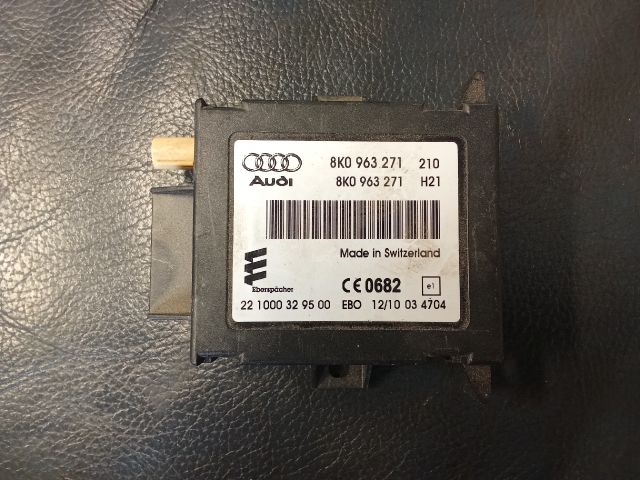 8K0 963 271 210
Audi 8K0 963 271 H21
Made in Switzerland
Eberspächer CE 0682 e1
22 1000 32 95 00 EBO 12/10 03 4704